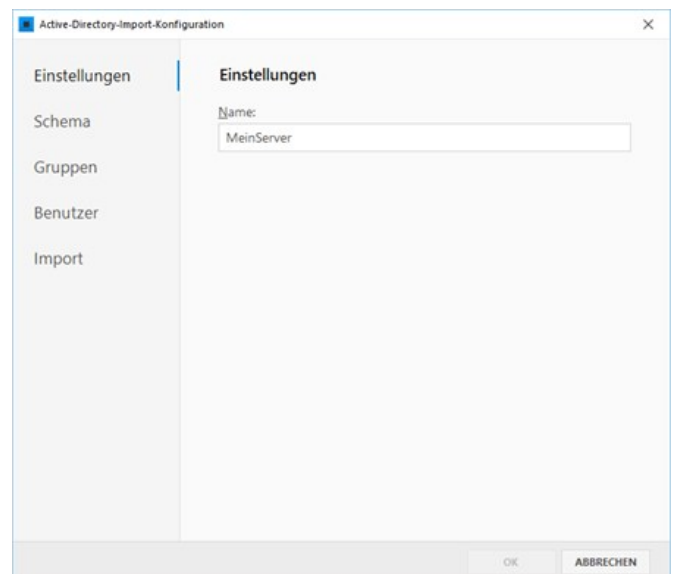 Active-Directory-Import-Konfiguration
Einstellungen
Schema
Gruppen
Benutzer
Import
Einstellungen
Name:
MeinServer
OK
ABBRECHEN